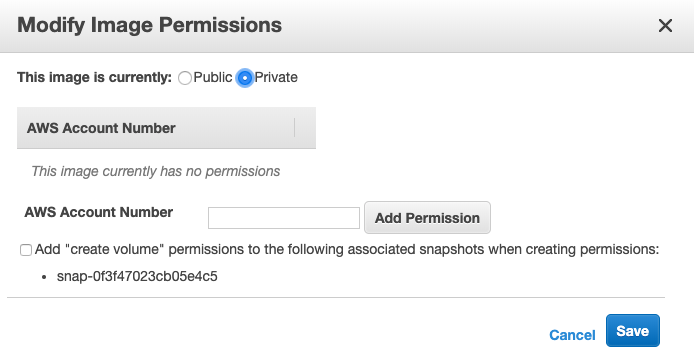 Modify Image Permissions
This image is currently: Public Private
AWS Account Number
This image currently has no permissions
AWS Account Number Add Permission
Add "create volume" permissions to the following associated snapshots when creating permissions:
• snap-0f3f47023cb05e4c5
Cancel Save